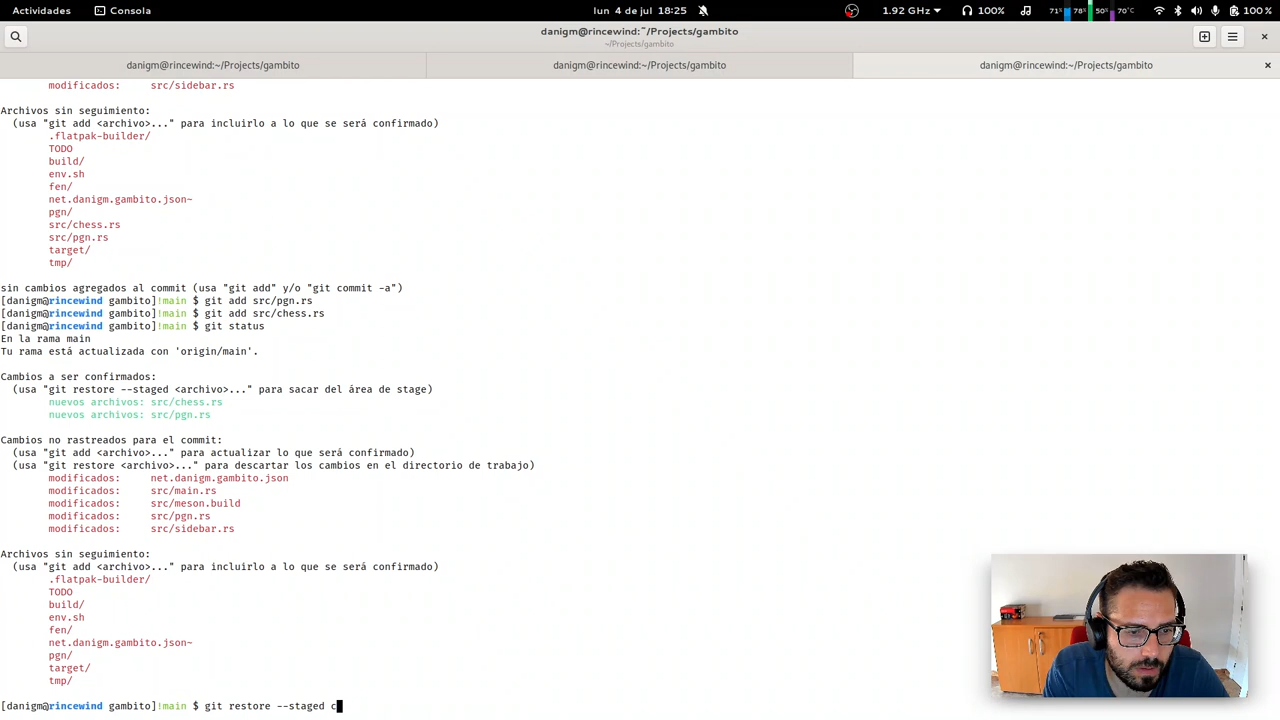 Actividades Consola lun 4 de jul 18:25 1.92 GHz 100% 71% 78% 50% 70°C 100 %
danigm@rincewind:~/Projects/gambito
~/Projects/gambito
danigm@rincewind:~/Projects/gambito danigm@rincewind:~/Projects/gambito danigm@rincewind:~/Projects/gambito
modificados: src/sidebar.rs
Archivos sin seguimiento:
(usa "git add <archivo>..." para incluirlo a lo que se será confirmado)
.flatpak-builder/
TODO
build/
env.sh
fen/
net.danigm.gambito.json~
pgn/
src/chess.rs
src/pgn.rs
target/
tmp/
sin cambios agregados al commit (usa "git add" y/o "git commit -a")
[danigm@rincewind gambito]!main $ git add src/pgn.rs
[danigm@rincewind gambito]!main $ git add src/chess.rs
[danigm@rincewind gambito]!main $ git status
En la rama main
Tu rama está actualizada con 'origin/main'.
Cambios a ser confirmados:
(usa "git restore --staged <archivo>..." para sacar del área de stage)
nuevos archivos: src/chess.rs
nuevos archivos: src/pgn.rs
Cambios no rastreados para el commit:
(usa "git add <archivo>..." para actualizar lo que será confirmado)
(usa "git restore <archivo>..." para descartar los cambios en el directorio de trabajo)
modificados: net.danigm.gambito.json
modificados: src/main.rs
modificados: src/meson.build
modificados: src/pgn.rs
modificados: src/sidebar.rs
Archivos sin seguimiento:
(usa "git add <archivo>..." para incluirlo a lo que se será confirmado)
.flatpak-builder/
TODO
build/
env.sh
fen/
net.danigm.gambito.json~
pgn/
target/
tmp/
[danigm@rincewind gambito]!main $ git restore --staged c